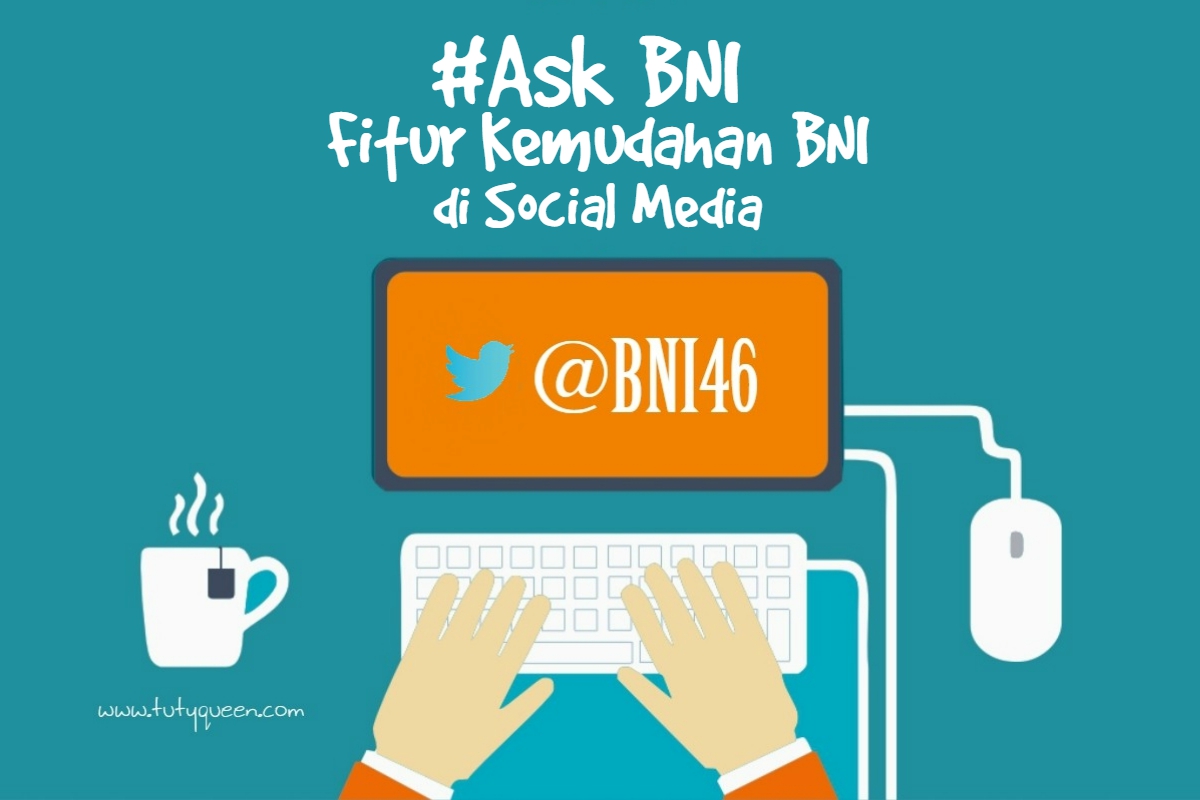 #Ask BNI
Fitur Kemudahan BNI
di Social Media
@BNI46
www.tutyqueen.com